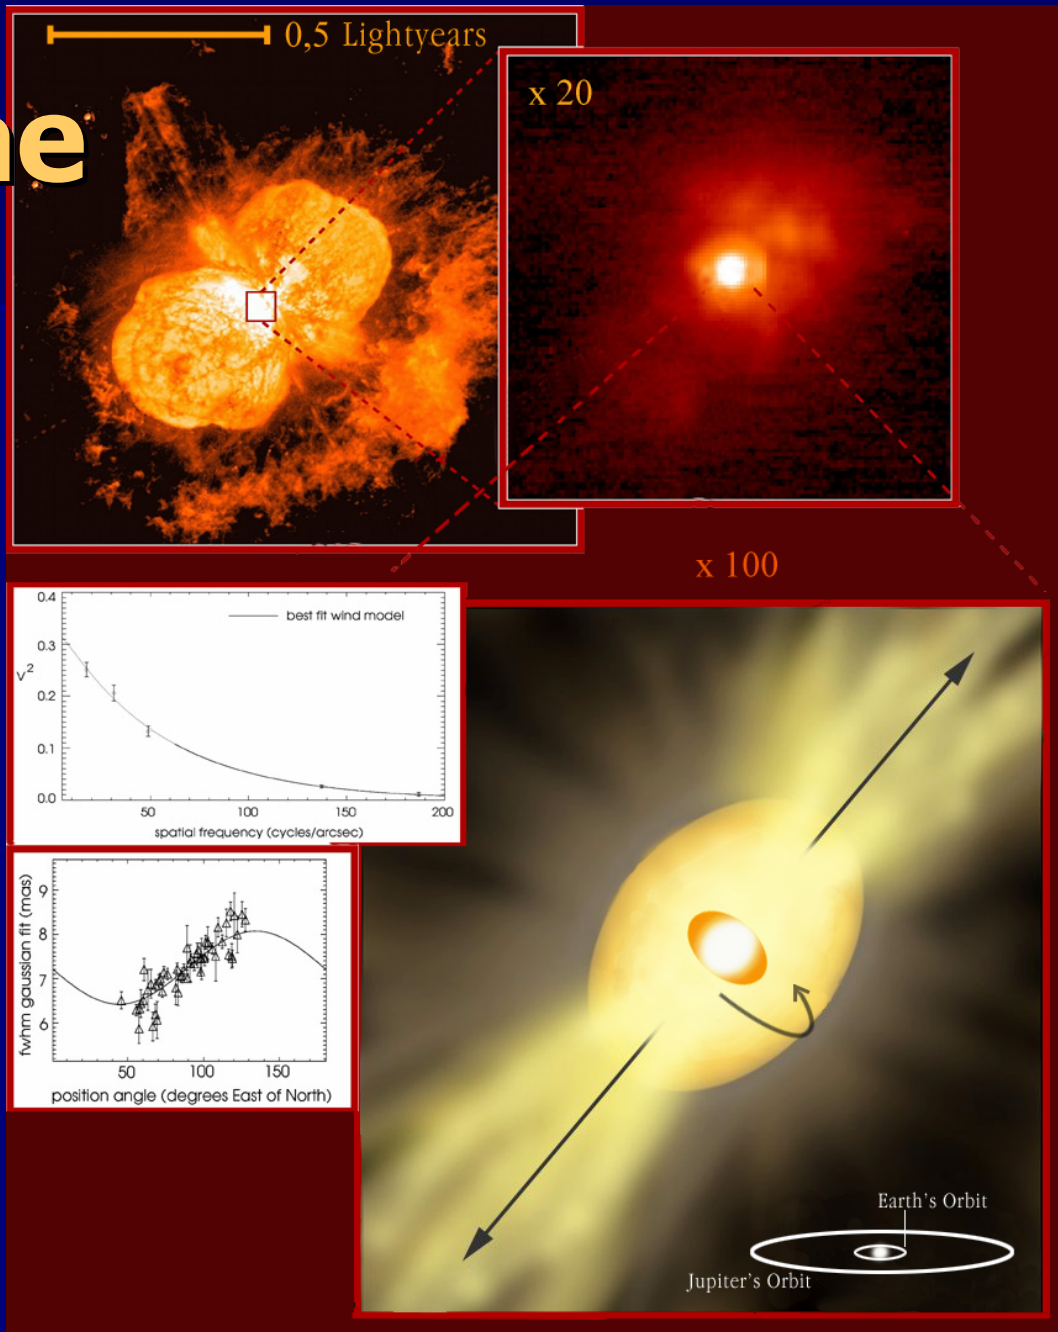 0,5 Lightyears
ne
x 20
x 100
0.4
0.3
v2
0.2
0.1
0.0
best fit wind model
50 100 150 200
spatial frequency (cycles/arcsec)
fwhm gaussian fit (mas)
9
8
7
6
50 100 150
position angle (degrees East of North)
Earth's Orbit
Jupiter's Orbit